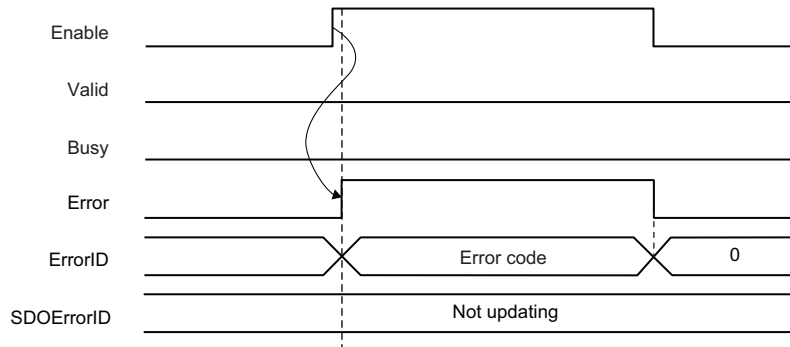 Enable
Valid
Busy
Error
ErrorID
Error code
0
SDOErrorID
Not updating